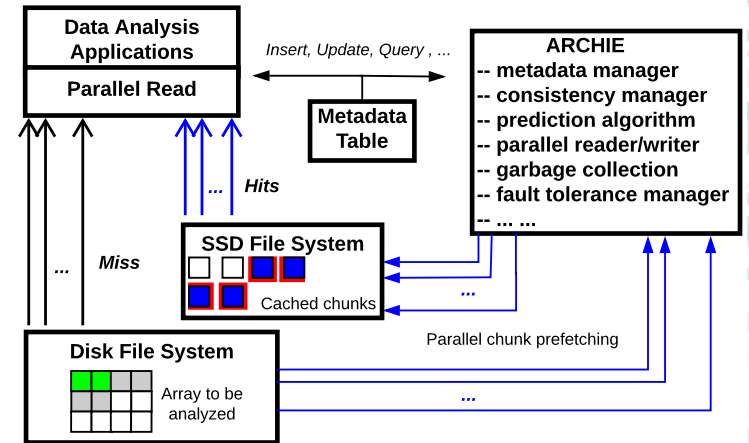 Data Analysis
Applications
Parallel Read
Insert, Update, Query , ...
Metadata
Table
ARCHIE
-- metadata manager
-- consistency manager
-- prediction algorithm
-- parallel reader/writer
-- garbage collection
-- fault tolerance manager
-- ... ...
... Hits
... Miss
SSD File System
Cached chunks
...
Parallel chunk prefetching
Disk File System
Array to be
analyzed
...